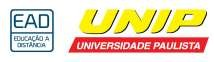 EAD
EDUCAÇÃO A
DISTÂNCIA
UNIP
UNIVERSIDADE PAULISTA